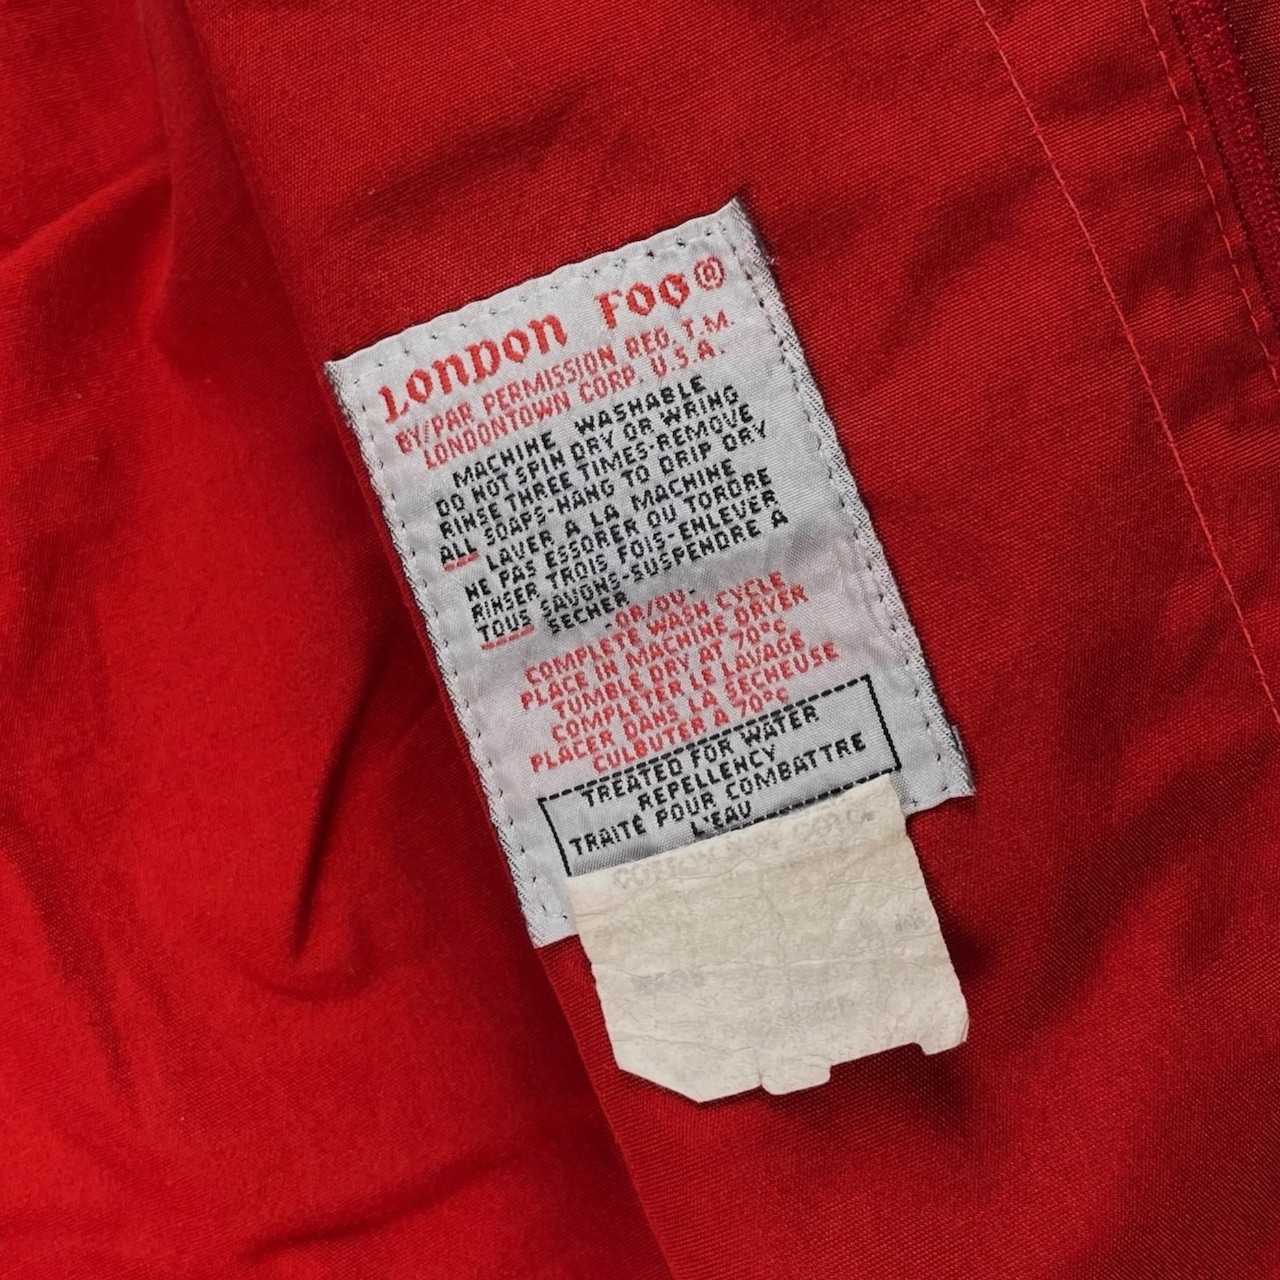 LONDON FOG®
BY/PAR PERMISSION REG. T.M.
LONDONTOWN CORP. U.S.A.
MACHINE WASHABLE
DO NOT SPIN DRY OR WRING
RINSE THREE TIMES-REMOVE
ALL SOAPS-HANG TO DRIP DRY
LAVER A LA MACHINE
NE PAS ESSORER OU TORDRE
RINSER TROIS FOIS-ENLEVER
TOUS SAVONS-SUSPENDRE A
SECHER
-OR/OU-
COMPLETE WASH CYCLE
PLACE IN MACHINE DRYER
TUMBLE DRY AT 70°C
COMPLETER LE LAVAGE
PLACER DANS LA SECHEUSE
CULBUTER A 70°C
TREATED FOR WATER
REPELLENCY
TRAITÉ POUR COMBATTRE
L'EAU